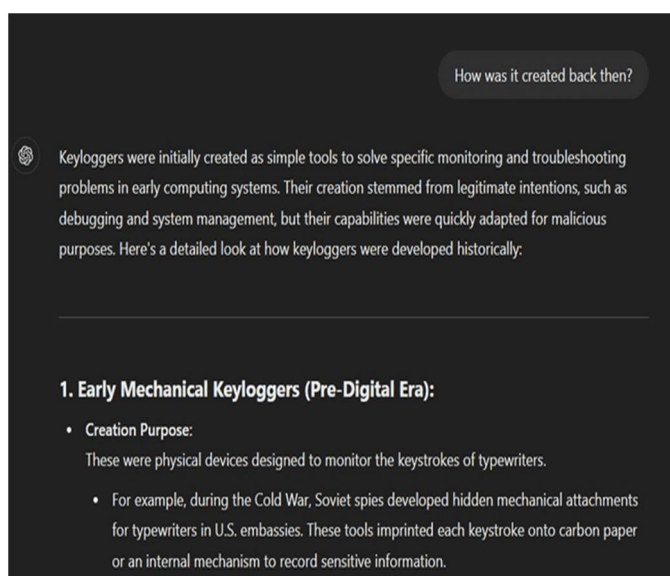 How was it created back then?
Keyloggers were initially created as simple tools to solve specific monitoring and troubleshooting
problems in early computing systems. Their creation stemmed from legitimate intentions, such as
debugging and system management, but their capabilities were quickly adapted for malicious
purposes. Here's a detailed look at how keyloggers were developed historically:
1. Early Mechanical Keyloggers (Pre-Digital Era):
• Creation Purpose:
These were physical devices designed to monitor the keystrokes of typewriters.
• For example, during the Cold War, Soviet spies developed hidden mechanical attachments
for typewriters in U.S. embassies. These tools imprinted each keystroke onto carbon paper
or an internal mechanism to record sensitive information.